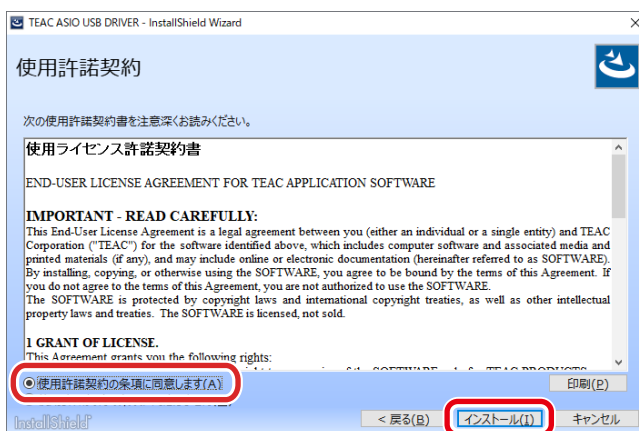 TEAC ASIO USB DRIVER - InstallShield Wizard
使用許諾契約
次の使用許諾契約書を注意深くお読みください。
使用ライセンス許諾契約書
END-USER LICENSE AGREEMENT FOR TEAC APPLICATION SOFTWARE
IMPORTANT - READ CAREFULLY:
This End-User License Agreement is a legal agreement between you (either an individual or a single entity) and TEAC
Corporation ("TEAC") for the software identified above, which includes computer software and associated media and
printed materials (if any), and may include online or electronic documentation (hereinafter referred to as SOFTWARE).
By installing, copying, or otherwise using the SOFTWARE, you agree to be bound by the terms of this Agreement. If
you do not agree to the terms of this Agreement, you are not authorized to use the SOFTWARE.
The SOFTWARE is protected by copyright laws and international copyright treaties, as well as other intellectual
property laws and treaties. The SOFTWARE is licensed, not sold.
1 GRANT OF LICENSE.
This Agreement grants you the following rights:
使用許諾契約の条項に同意します(A)
印刷(P)
InstallShield
< 戻る(B)
インストール(I)
キャンセル